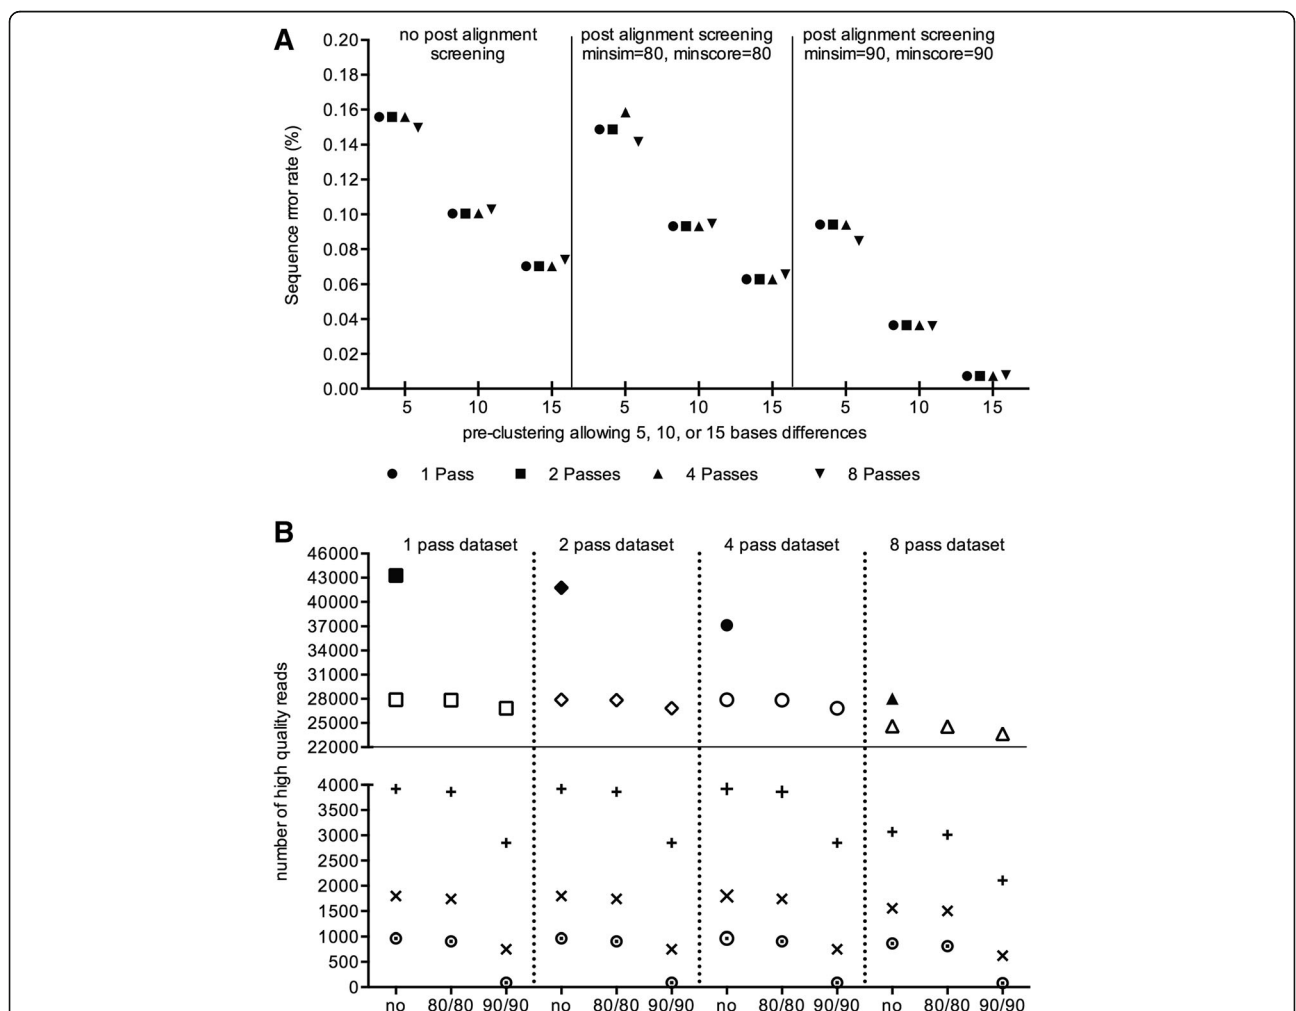 A
no post alignment screening
post alignment screening minsim=80, minscore=80
post alignment screening minsim=90, minscore=90
Sequence rror rate (%)
0.20
0.18
0.16
0.14
0.12
0.10
0.08
0.06
0.04
0.02
0.00
5 10 15 5 10 15 5 10 15
pre-clustering allowing 5, 10, or 15 bases differences
1 Pass 2 Passes 4 Passes 8 Passes
B
1 pass dataset 2 pass dataset 4 pass dataset 8 pass dataset
number of high quality reads
46000
43000
40000
37000
34000
31000
28000
25000
22000
4000
3500
3000
2500
2000
1500
1000
500
0
no 80/80 90/90 no 80/80 90/90 no 80/80 90/90 no 80/80 90/90